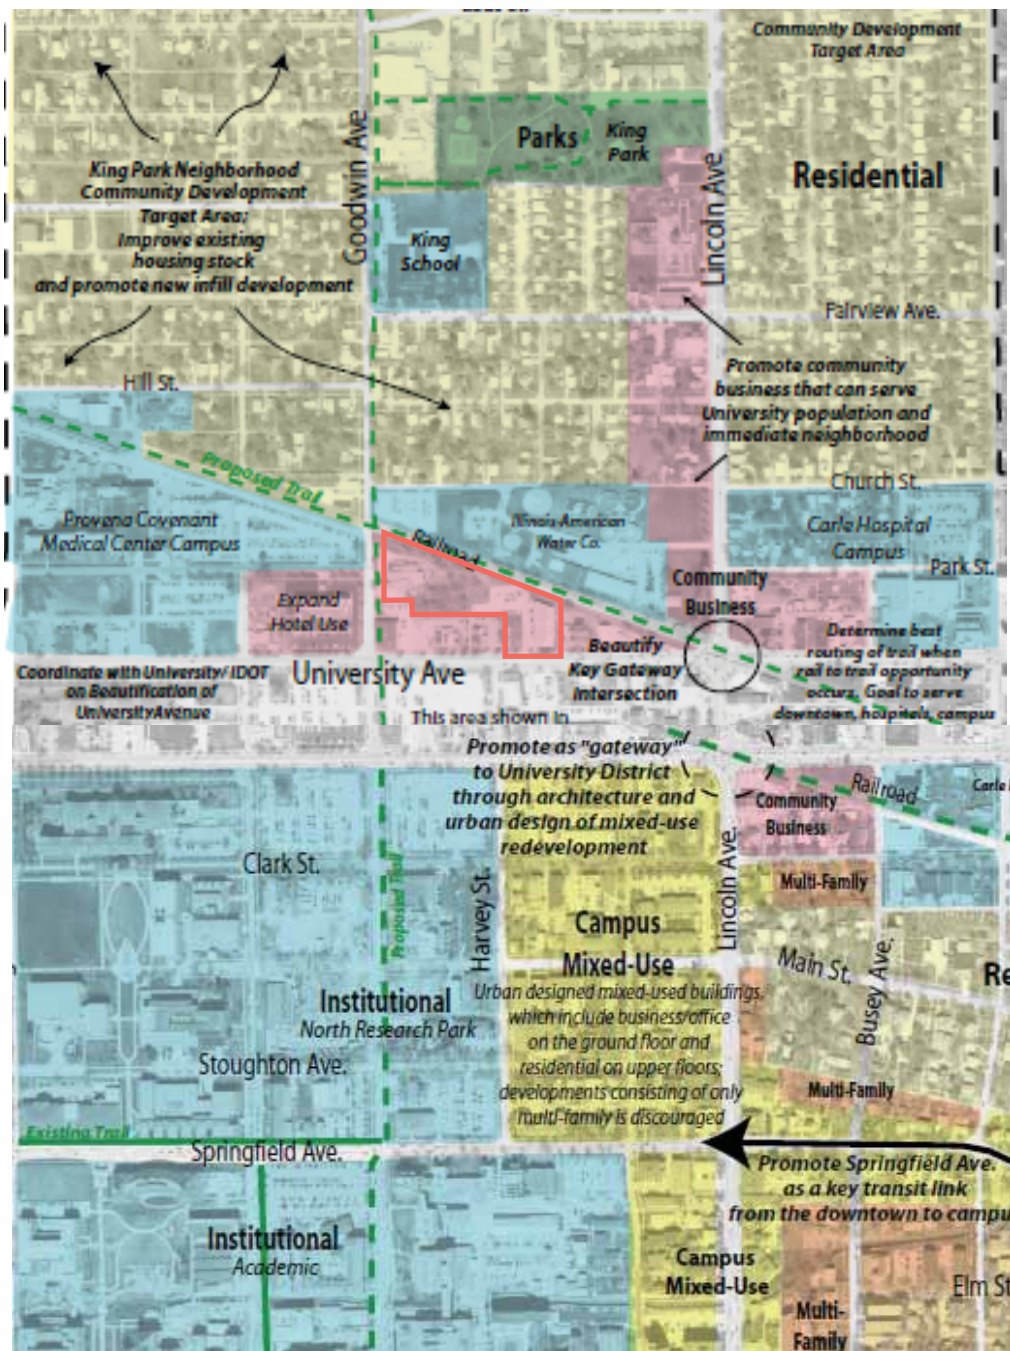 Community Development
Target Area
Goodwin Ave
Parks
King
Park
Lincoln Ave
Residential
King Park Neighborhood
Community Development
Target Area:
Improve existing
housing stock
and promote new infill development
King
School
Fairview Ave.
Promote community
business that can serve
University population and
immediate neighborhood
Hill St.
Proposed Trail
Church St.
Provena Covenant
Medical Center Campus
Railroad
Illinois American
Water Co.
Carle Hospital
Campus
Park St.
Expand
Hotel Use
Community
Business
Beautify
Key Gateway
Intersection
Determine best
routing of trail when
rail to trail opportunity
occurs. Goal to serve
downtown, hospitals, campus
Coordinate with University/ IDOT
on Beautification of
UniversityAvenue
University Ave
This area shown in
Promote as "gateway"
to University District
through architecture and
urban design of mixed-use
redevelopment
Railroad
Carle
Community
Business
Clark St.
Proposed Trail
Harvey St.
Lincoln Ave.
Multi-Family
Campus
Mixed-Use
Main St.
Busey Ave.
Re
Urban designed mixed-used buildings,
which include business/office
on the ground floor and
residential on upper floors;
developments consisting of only
multi-family is discouraged
Institutional
North Research Park
Stoughton Ave.
Multi-Family
Existing Trail
Springfield Ave.
Promote Springfield Ave.
as a key transit link
from the downtown to campu
Institutional
Academic
Campus
Mixed-Use
Elm St
Multi-
Family